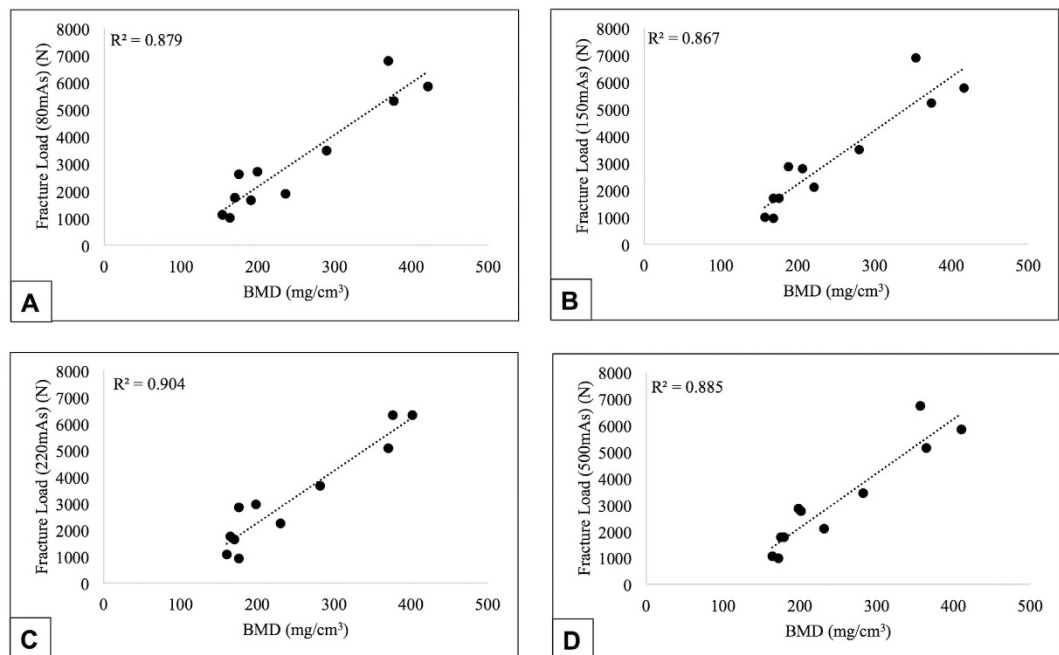 R² = 0.879
Fracture Load (80mAs) (N)
8000
7000
6000
5000
4000
3000
2000
1000
0
0 100 200 300 400 500
BMD (mg/cm³)
A
R² = 0.867
Fracture Load (150mAs) (N)
8000
7000
6000
5000
4000
3000
2000
1000
0
0 100 200 300 400 500
BMD (mg/cm³)
B
R² = 0.904
Fracture Load (220mAs) (N)
8000
7000
6000
5000
4000
3000
2000
1000
0
0 100 200 300 400 500
BMD (mg/cm³)
C
R² = 0.885
Fracture Load (500mAs) (N)
8000
7000
6000
5000
4000
3000
2000
1000
0
0 100 200 300 400 500
BMD (mg/cm³)
D